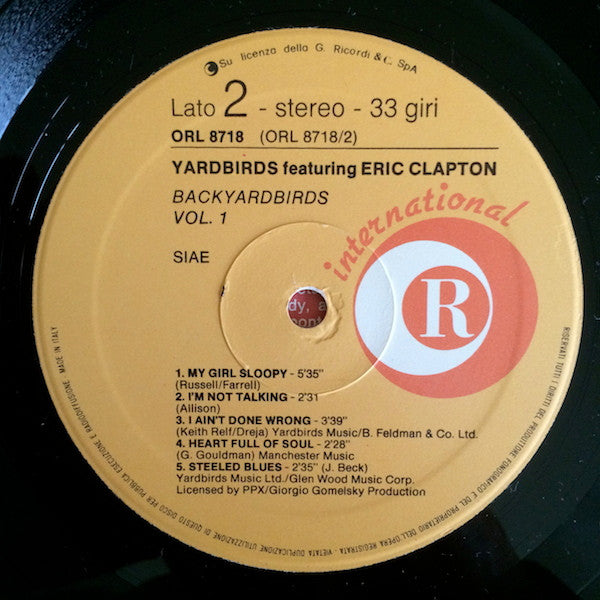 Su licenza della G. Ricordi & C. SpA
Lato 2 - stereo - 33 giri
ORL 8718 (ORL 8718/2)
YARDBIRDS featuring ERIC CLAPTON
BACKYARDBIRDS
VOL. 1
SIAE
international
R
1. MY GIRL SLOOPY - 5'35"
(Russell/Farrell)
2. I'M NOT TALKING - 2'31
(Allison)
3. I AIN'T DONE WRONG - 3'39"
(Keith Relf/Dreja) Yardbirds Music/B. Feldman & Co. Ltd.
4. HEART FULL OF SOUL - 2'28"
(G. Gouldman) Manchester Music
5. STEELED BLUES - 2'35" (J. Beck)
Yardbirds Music Ltd./Glen Wood Music Corp.
Licensed by PPX/Giorgio Gomelsky Production
RISERVATI TUTTI I DIRITTI DEL PRODUTTORE FONOGRAFICO E DEL PROPRIETARIO DELL'OPERA REGISTRATA - VIETATA DUPLICAZIONE UTILIZZAZIONE DI QUESTO DISCO PER PUBBLICA ESECUZIONE E RADIODIFFUSIONE. MADE IN ITALY